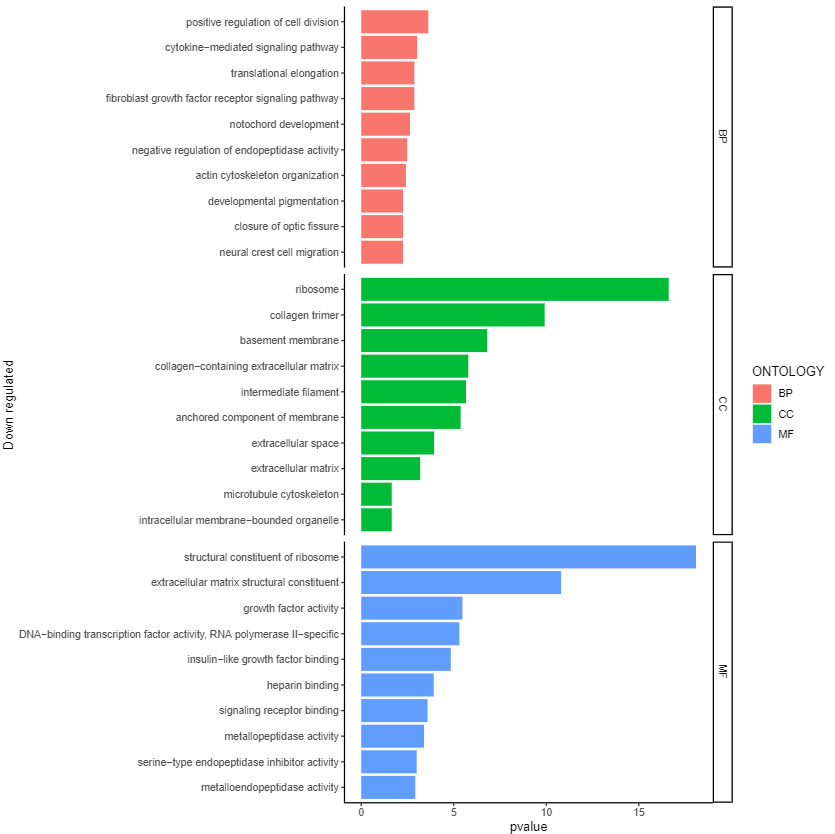 positive regulation of cell division
cytokine−mediated signaling pathway
translational elongation
fibroblast growth factor receptor signaling pathway
notochord development
negative regulation of endopeptidase activity
actin cytoskeleton organization
developmental pigmentation
closure of optic fissure
neural crest cell migration
BP
ribosome
collagen trimer
basement membrane
collagen−containing extracellular matrix
intermediate filament
anchored component of membrane
extracellular space
extracellular matrix
microtubule cytoskeleton
intracellular membrane−bounded organelle
CC
structural constituent of ribosome
extracellular matrix structural constituent
growth factor activity
DNA−binding transcription factor activity, RNA polymerase II−specific
insulin−like growth factor binding
heparin binding
signaling receptor binding
metallopeptidase activity
serine−type endopeptidase inhibitor activity
metalloendopeptidase activity
MF
0 5 10 15
pvalue
Down regulated
ONTOLOGY
BP
CC
MF